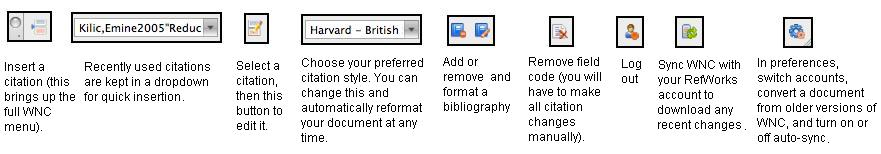 Kilic,Emine2005"Reduc
Harvard - British
Insert a
citation (this
brings up the
full WNC
menu).
Recently used citations
are kept in a dropdown
for quick insertion.
Select a
citation,
then this
button to
edit it.
Choose your preferred
citation style. You can
change this and
automatically reformat
your document at any
time.
Add or
remove and
format a
bibliography
Remove field
code (you will
have to make
all citation
changes
manually).
Log
out
Sync WNC with
your RefWorks
account to
download any
recent changes.
In preferences,
switch accounts,
convert a document
from older versions of
WNC, and turn on or
off auto-sync.